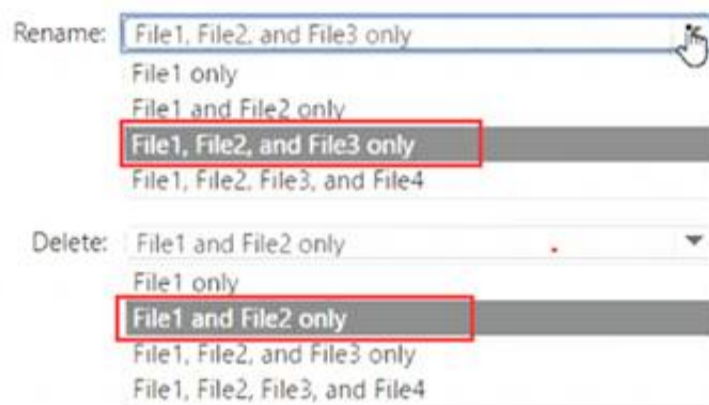 Rename: File1, File2, and File3 only
File1 only
File1 and File2 only
File1, File2, and File3 only
File1, File2, File3, and File4
Delete: File1 and File2 only
File1 only
File1 and File2 only
File1, File2, and File3 only
File1, File2, File3, and File4